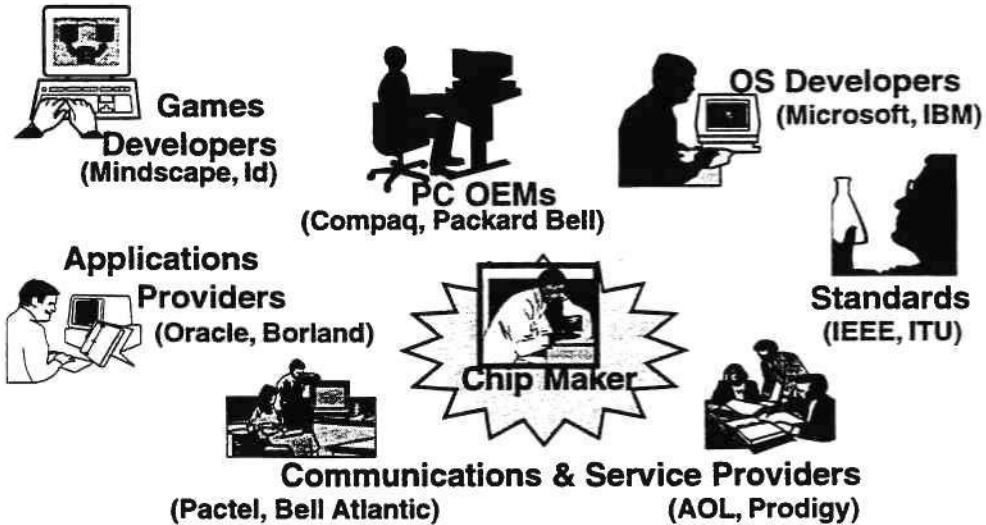 Games
Developers
(Mindscape, Id)
PC OEMs
(Compaq, Packard Bell)
OS Developers
(Microsoft, IBM)
Applications
Providers
(Oracle, Borland)
Chip Maker
Standards
(IEEE, ITU)
Communications & Service Providers
(Pactel, Bell Atlantic)
(AOL, Prodigy)